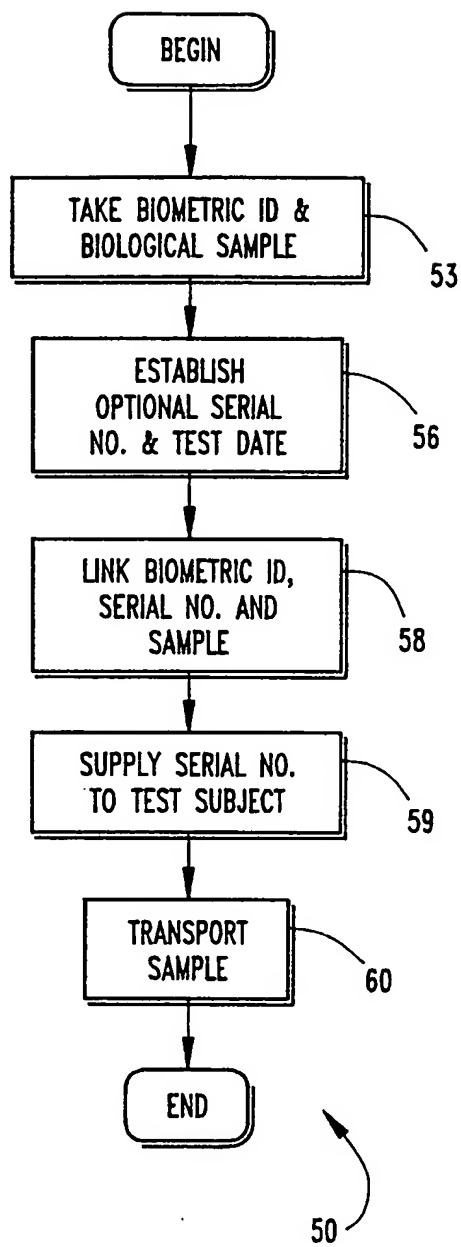 BEGIN
TAKE BIOMETRIC ID &
BIOLOGICAL SAMPLE
53
ESTABLISH
OPTIONAL SERIAL
NO. & TEST DATE
56
LINK BIOMETRIC ID,
SERIAL NO. AND
SAMPLE
58
SUPPLY SERIAL NO.
TO TEST SUBJECT
59
TRANSPORT
SAMPLE
60
END
50